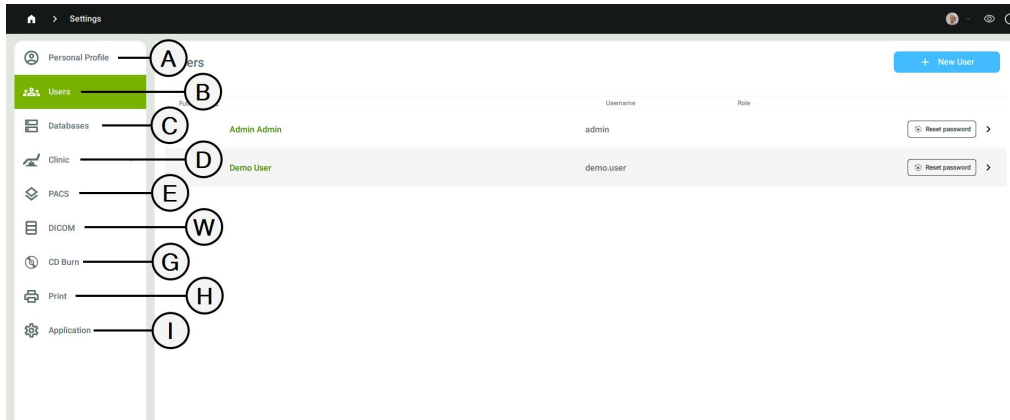 > Settings
Personal Profile
A
ers
+ New User
Users
B
Username
Role
Databases
C
Admin Admin
admin
Reset password >
Clinic
D
Demo User
demo.user
Reset password >
PACS
E
DICOM
W
CD Burn
G
Print
H
Application
I